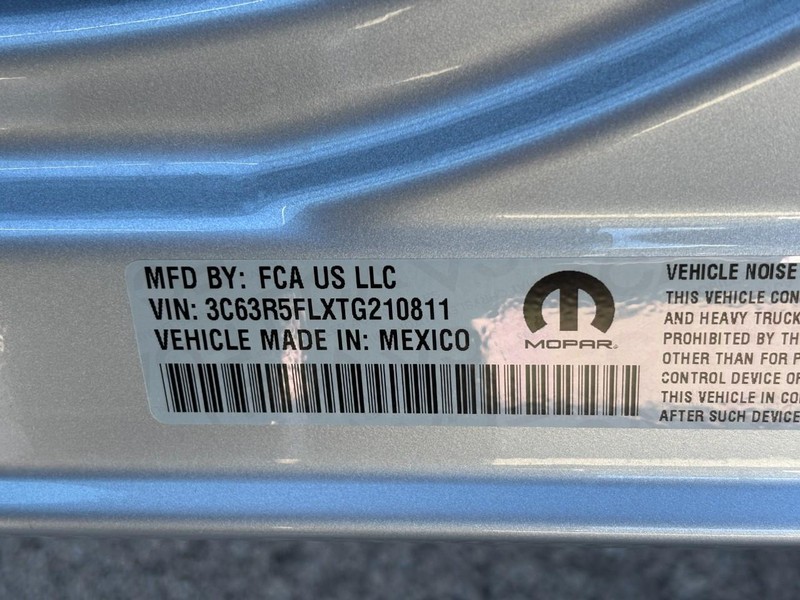 MFD BY: FCA US LLC
VIN: 3C63R5FLXTG210811
VEHICLE MADE IN: MEXICO
MOPAR
VEHICLE NOISE
THIS VEHICLE CON
AND HEAVY TRUCK
PROHIBITED BY TH
OTHER THAN FOR P
CONTROL DEVICE OF
THIS VEHICLE IN CO
AFTER SUCH DEVICE